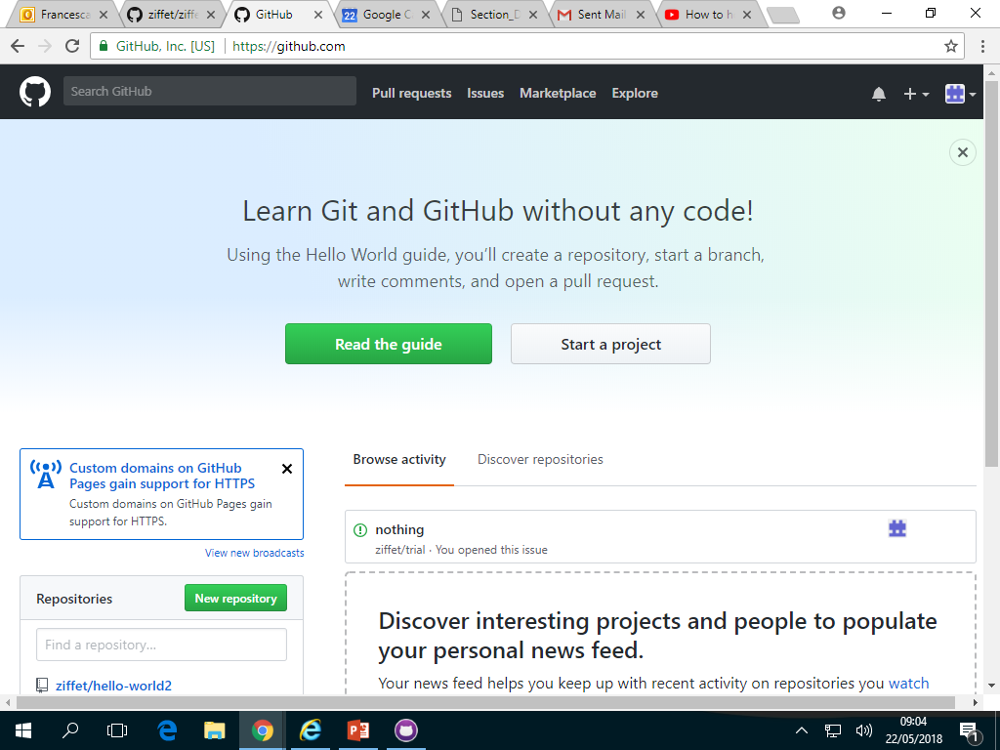 Francesca
ziffet/ziffe
GitHub
Google C
Section_D
Sent Mail
How to h
GitHub, Inc. [US]
https://github.com
Search GitHub
Pull requests
Issues
Marketplace
Explore
Learn Git and GitHub without any code!
Using the Hello World guide, you’ll create a repository, start a branch,
write comments, and open a pull request.
Read the guide
Start a project
Custom domains on GitHub
Pages gain support for HTTPS
Custom domains on GitHub Pages gain
support for HTTPS.
View new broadcasts
Repositories
New repository
Find a repository...
ziffet/hello-world2
Browse activity
Discover repositories
nothing
ziffet/trial · You opened this issue
Discover interesting projects and people to populate
your personal news feed.
Your news feed helps you keep up with recent activity on repositories you watch
09:04
22/05/2018
1